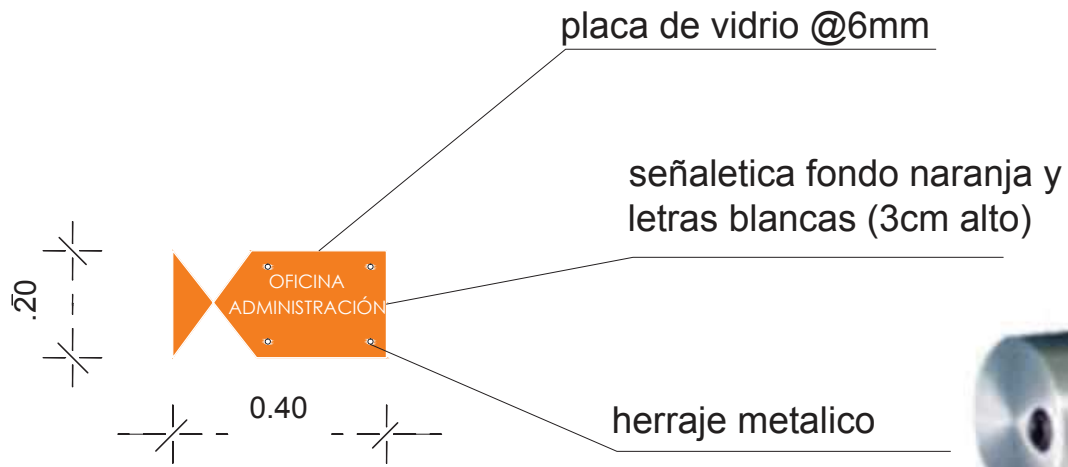 placa de vidrio @6mm
señaletica fondo naranja y
letras blancas (3cm alto)
OFICINA
ADMINISTRACIÓN
.20
0.40
herraje metalico